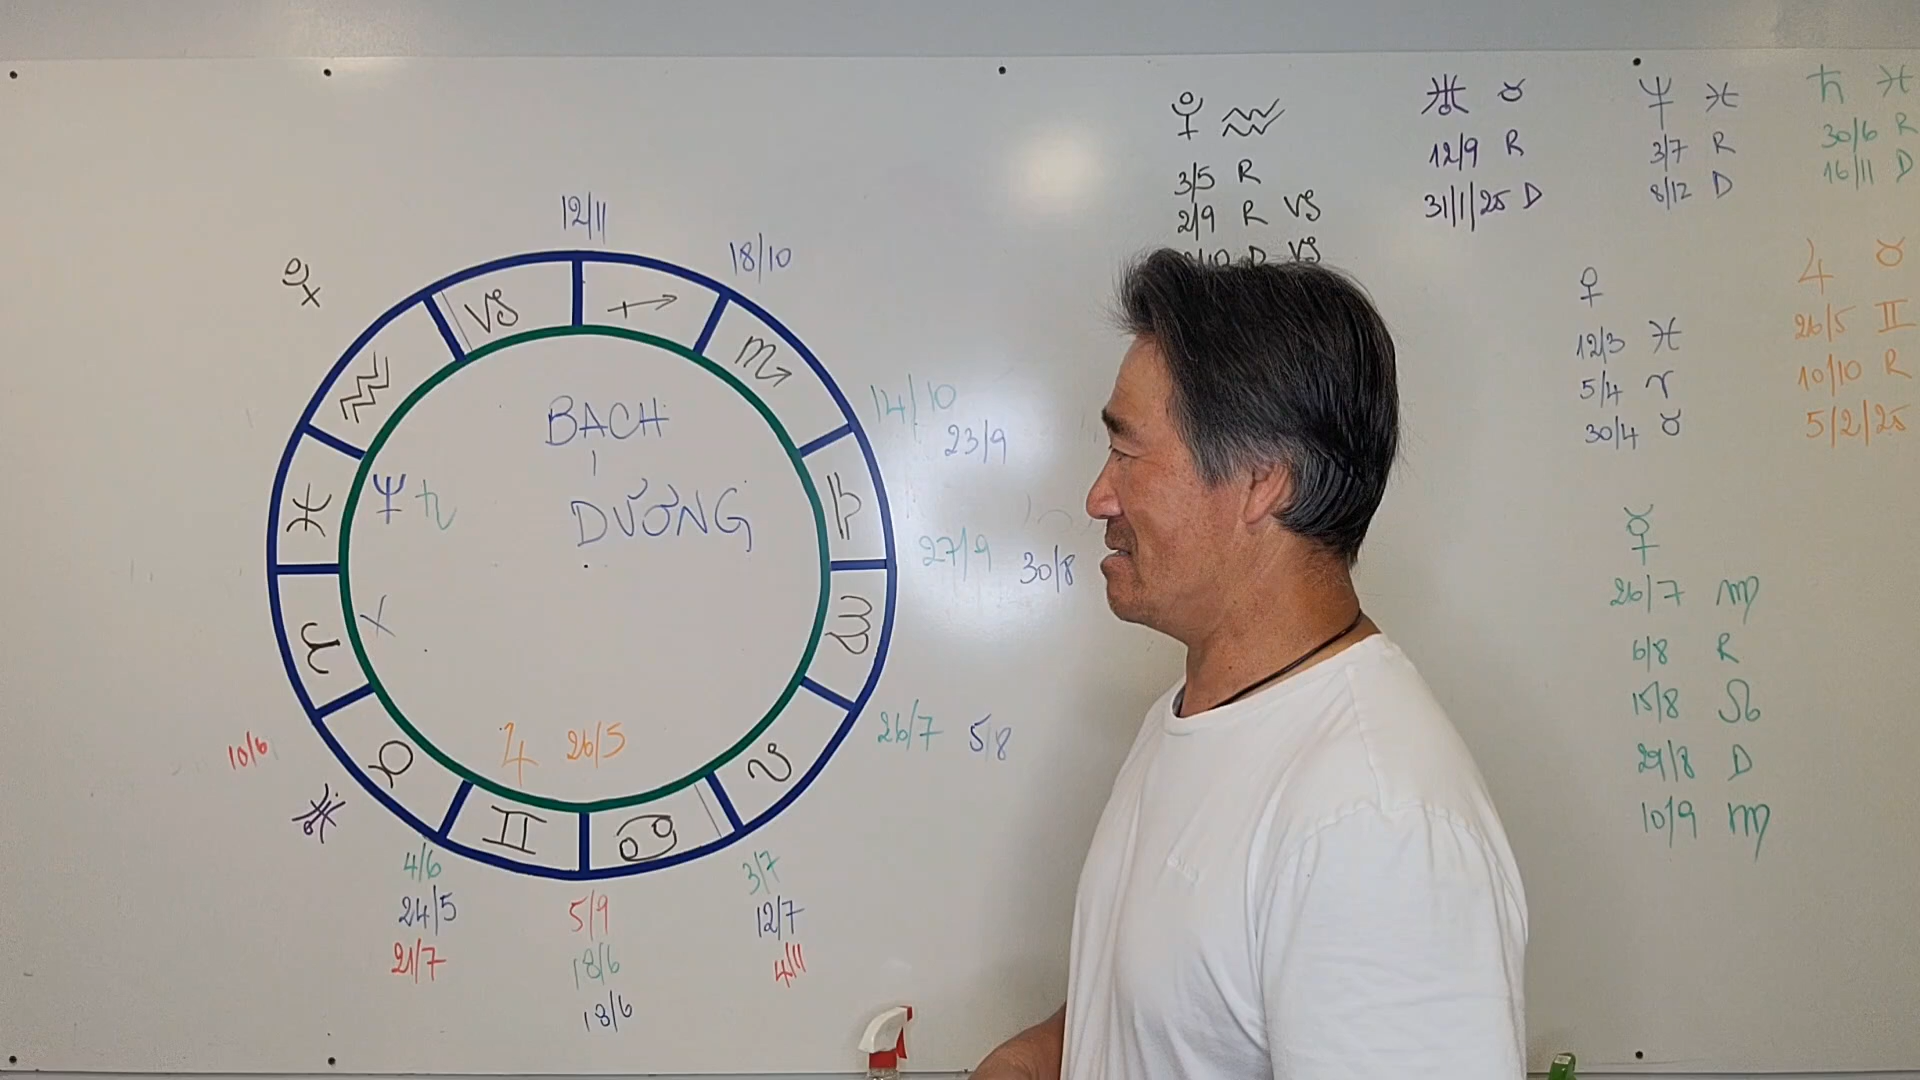 12/11
18/10
BẠCH
DƯƠNG
14/10
23/9
27/9
30/8
26/7 5/8
10/6
26/5
4/6
24/5
21/7
5/9
18/6
18/6
3/7
12/7
4/11
3/5 R
2/9 R
D
12/9 R
31/1/25 D
3/7 R
8/12 D
30/6 R
16/11 D
12/3
5/4
30/4
26/5
10/10 R
5/2/25
26/7
6/8 R
15/8
29/8 D
10/9